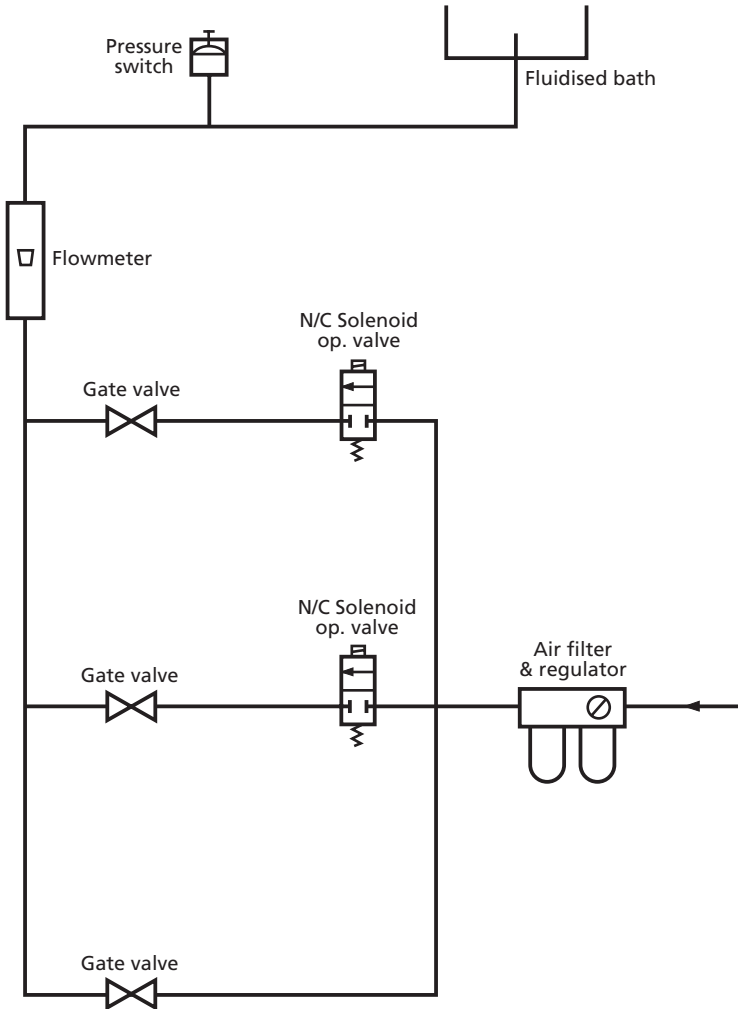 Pressure
switch
Fluidised bath
Flowmeter
N/C Solenoid
op. valve
Gate valve
N/C Solenoid
op. valve
Gate valve
Air filter
& regulator
Gate valve